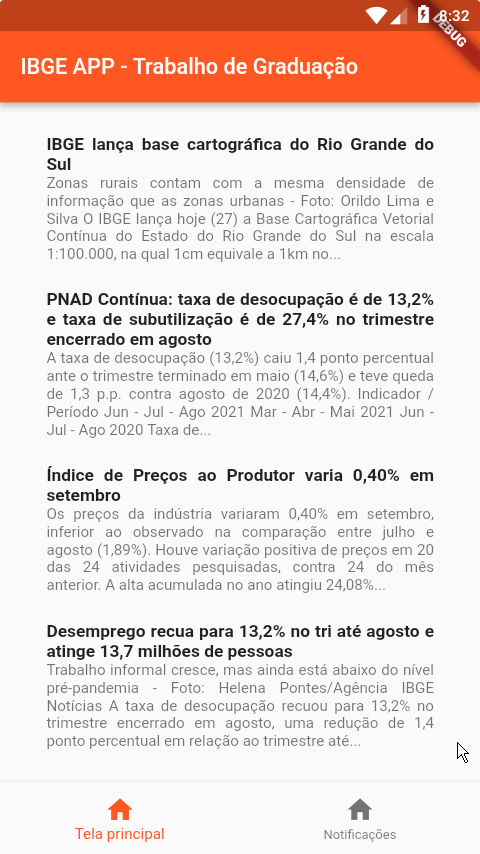 8:32
DEBUG
IBGE APP - Trabalho de Graduação
IBGE lança base cartográfica do Rio Grande do
Sul
Zonas rurais contam com a mesma densidade de
informação que as zonas urbanas - Foto: Orildo Lima e
Silva O IBGE lança hoje (27) a Base Cartográfica Vetorial
Contínua do Estado do Rio Grande do Sul na escala
1:100.000, na qual 1cm equivale a 1km no...
PNAD Contínua: taxa de desocupação é de 13,2%
e taxa de subutilização é de 27,4% no trimestre
encerrado em agosto
A taxa de desocupação (13,2%) caiu 1,4 ponto percentual
ante o trimestre terminado em maio (14,6%) e teve queda
de 1,3 p.p. contra agosto de 2020 (14,4%). Indicador /
Período Jun - Jul - Ago 2021 Mar - Abr - Mai 2021 Jun -
Jul - Ago 2020 Taxa de...
Índice de Preços ao Produtor varia 0,40% em
setembro
Os preços da indústria variaram 0,40% em setembro,
inferior ao observado na comparação entre julho e
agosto (1,89%). Houve variação positiva de preços em 20
das 24 atividades pesquisadas, contra 24 do mês
anterior. A alta acumulada no ano atingiu 24,08%...
Desemprego recua para 13,2% no tri até agosto e
atinge 13,7 milhões de pessoas
Trabalho informal cresce, mas ainda está abaixo do nível
pré-pandemia - Foto: Helena Pontes/Agência IBGE
Notícias A taxa de desocupação recuou para 13,2% no
trimestre encerrado em agosto, uma redução de 1,4
ponto percentual em relação ao trimestre até...
Tela principal
Notificações